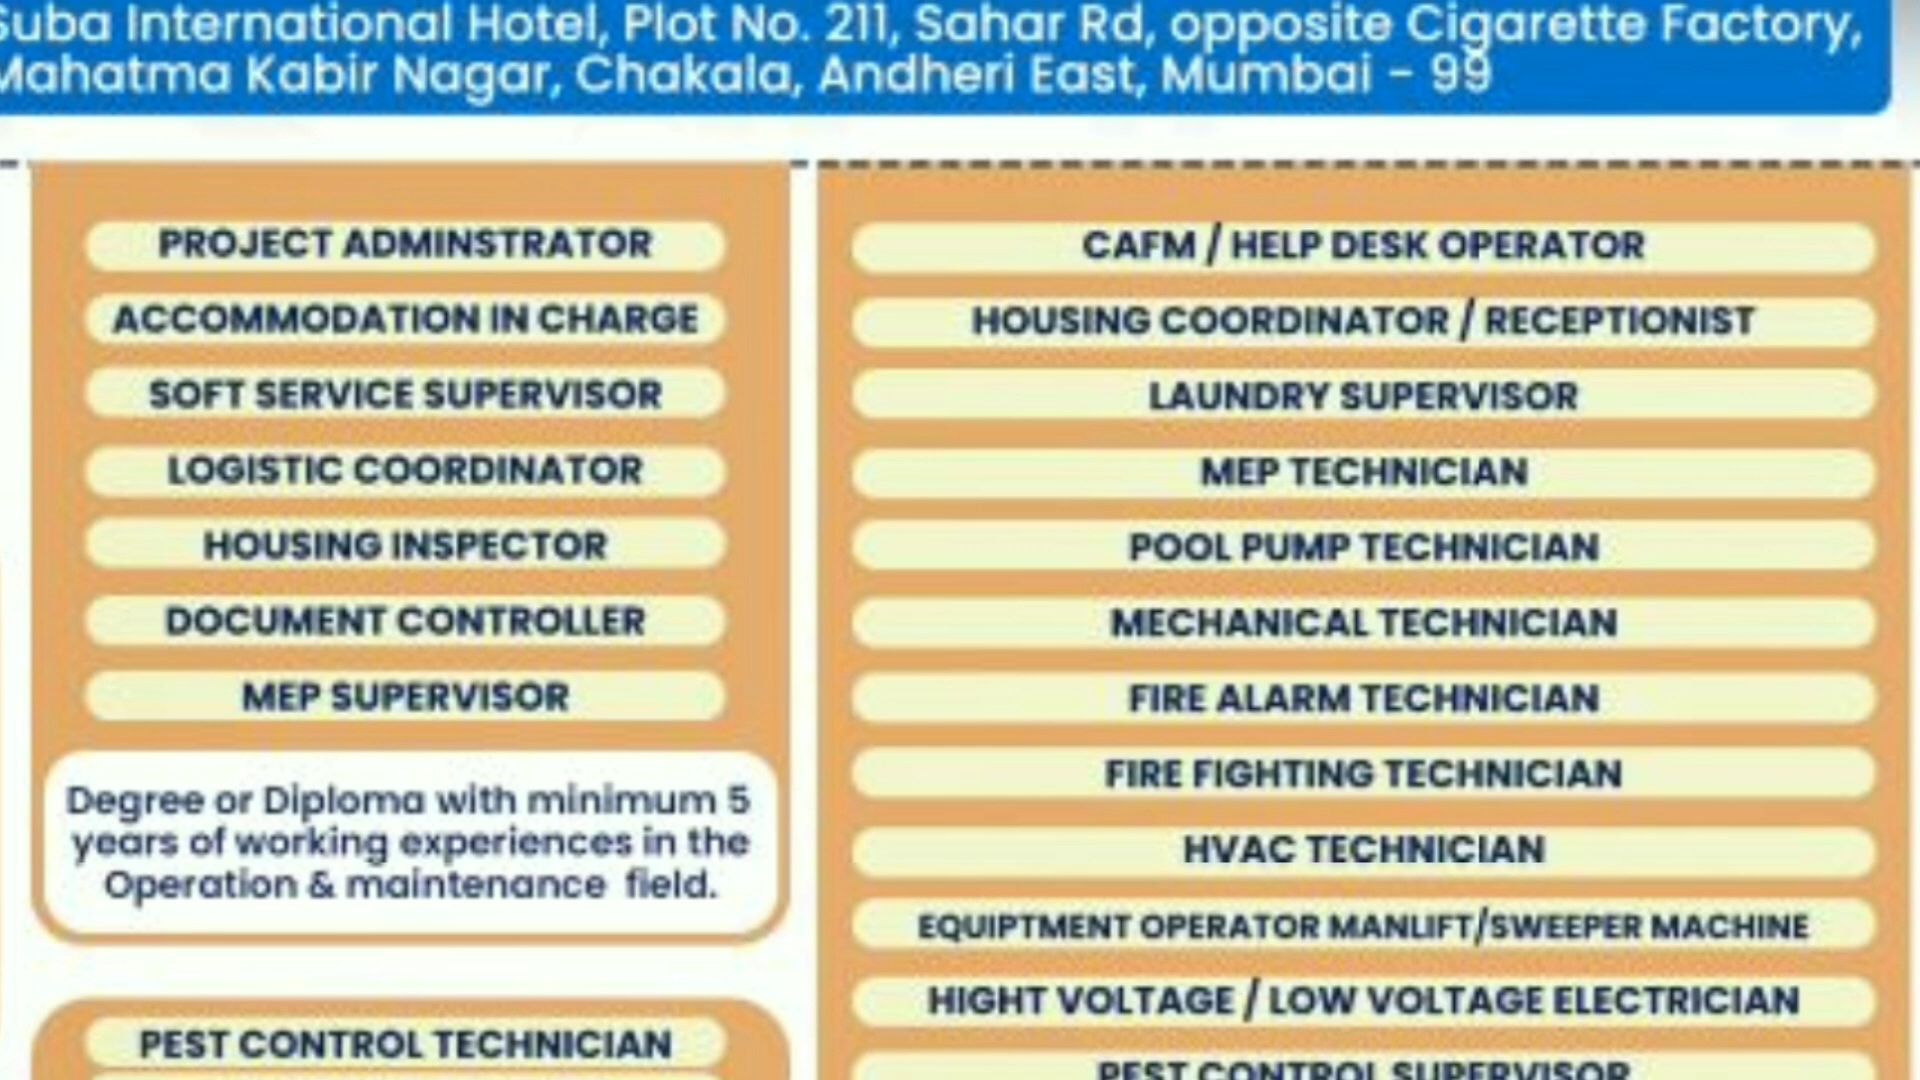 Suba International Hotel, Plot No. 211, Sahar Rd, opposite Cigarette Factory,
Mahatma Kabir Nagar, Chakala, Andheri East, Mumbai - 99
PROJECT ADMINSTRATOR
ACCOMMODATION IN CHARGE
SOFT SERVICE SUPERVISOR
LOGISTIC COORDINATOR
HOUSING INSPECTOR
DOCUMENT CONTROLLER
MEP SUPERVISOR
Degree or Diploma with minimum 5
years of working experiences in the
Operation & maintenance field.
PEST CONTROL TECHNICIAN
CAFM / HELP DESK OPERATOR
HOUSING COORDINATOR / RECEPTIONIST
LAUNDRY SUPERVISOR
MEP TECHNICIAN
POOL PUMP TECHNICIAN
MECHANICAL TECHNICIAN
FIRE ALARM TECHNICIAN
FIRE FIGHTING TECHNICIAN
HVAC TECHNICIAN
EQUIPTMENT OPERATOR MANLIFT/SWEEPER MACHINE
HIGHT VOLTAGE / LOW VOLTAGE ELECTRICIAN
PEST CONTROL SUPERVISOR